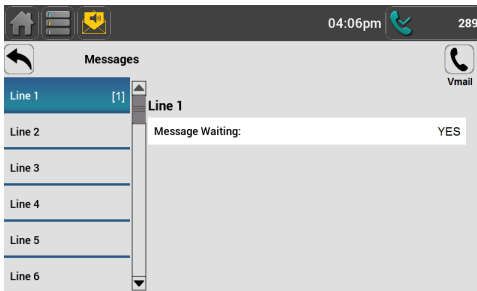 04:06pm 289
Messages
Vmail
Line 1 [1]
Line 2
Line 3
Line 4
Line 5
Line 6
Line 1
Message Waiting: YES